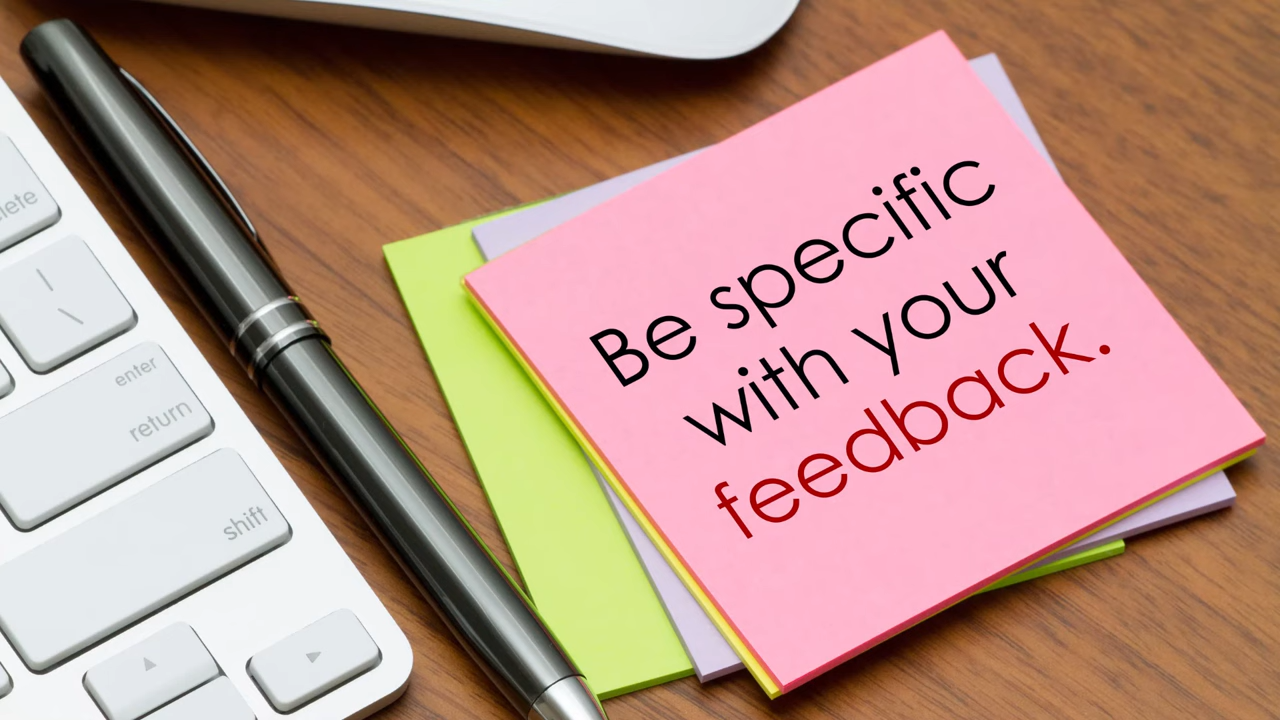 Be specific
with your
feedback.
enter
return
shift